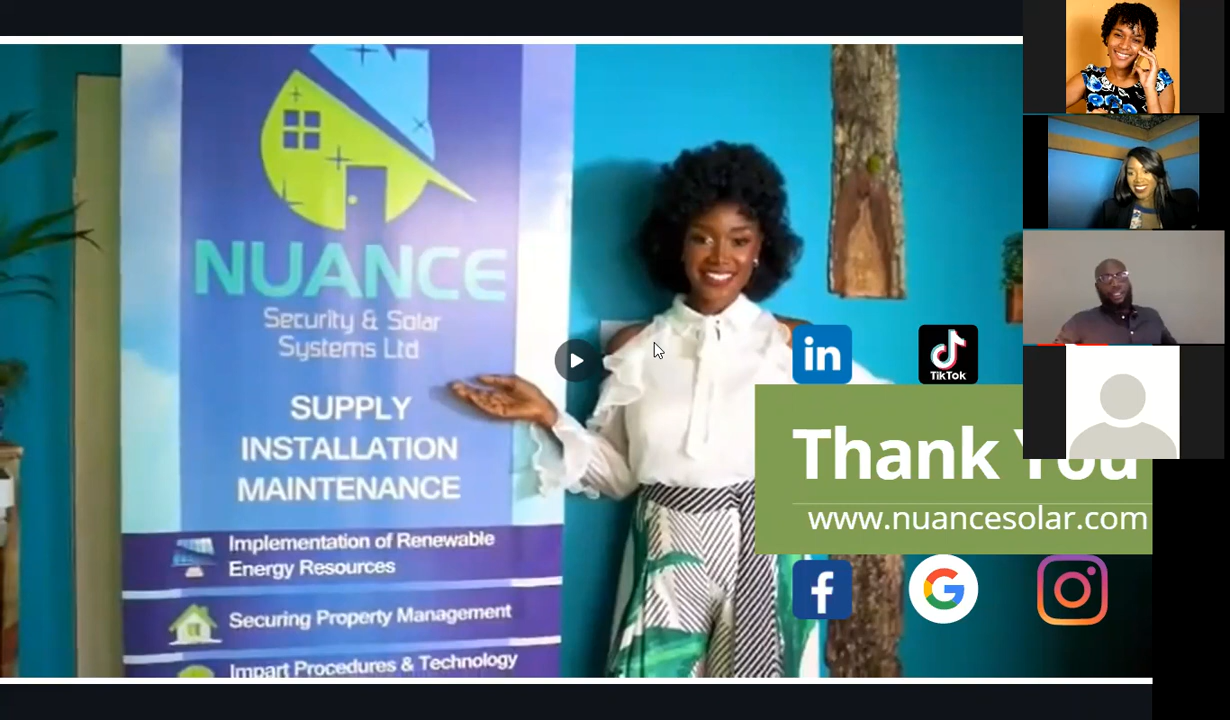 NUANCE
Security & Solar
Systems Ltd
SUPPLY
INSTALLATION
MAINTENANCE
Implementation of Renewable
Energy Resources
Securing Property Management
Impart Procedures & Technology
in
TikTok
Thank You
www.nuancesolar.com
f
G